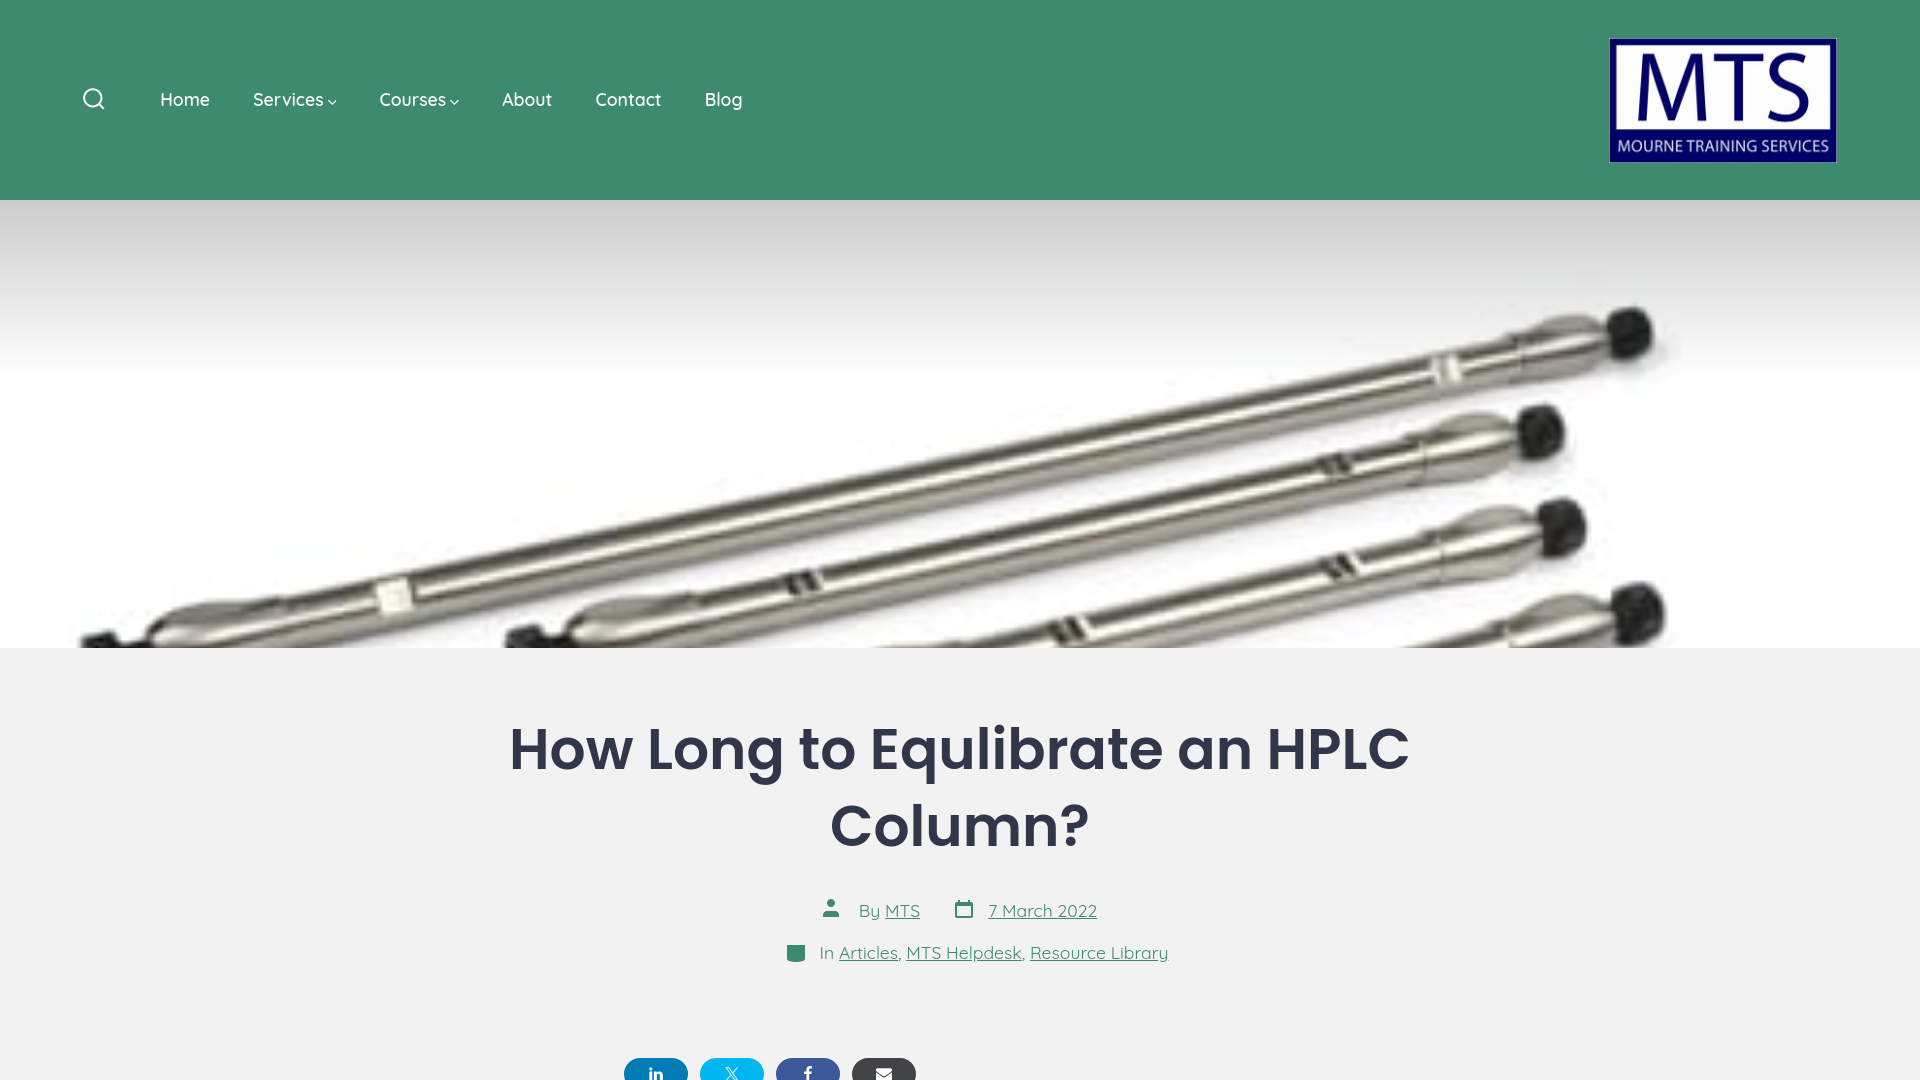 Home Services Courses About Contact Blog
MTS
MOURNE TRAINING SERVICES
How Long to Equlibrate an HPLC
Column?
By MTS 7 March 2022
In Articles, MTS Helpdesk, Resource Library